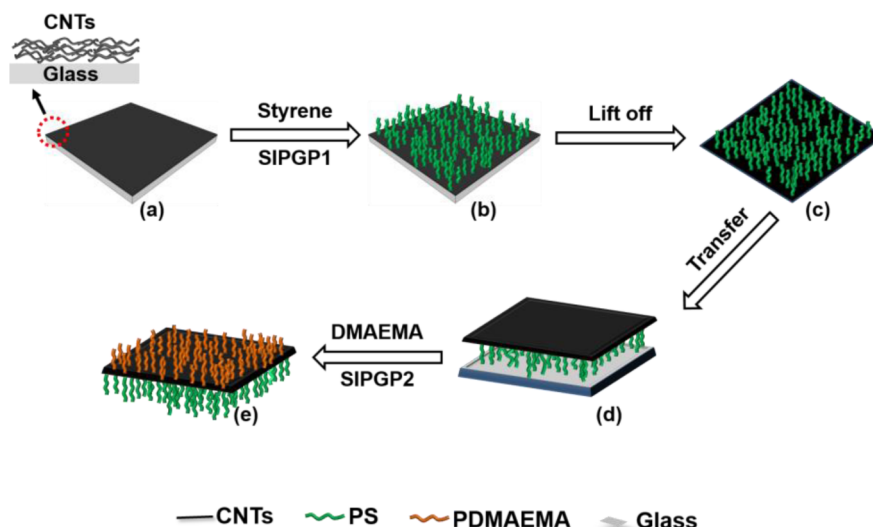 CNTs
Glass
Styrene
SIPGP1
Lift off
(a)
(b)
(c)
Transfer
DMAEMA
SIPGP2
(e)
(d)
CNTs PS PDMAEMA Glass